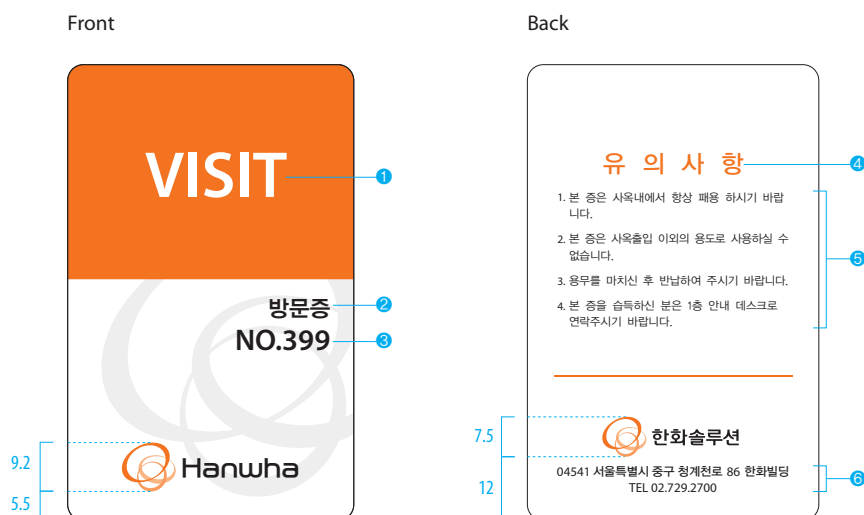 Front
Back
VISIT
1
방문증
2
NO.399
3
9.2
5.5
Hanwha
유 의 사 항
4
1. 본 증은 사옥내에서 항상 패용 하시기 바랍
니다.
2. 본 증은 사옥출입 이외의 용도로 사용하실 수
없습니다.
3. 용무를 마치신 후 반납하여 주시기 바랍니다.
4. 본 증을 습득하신 분은 1층 안내 데스크로
연락주시기 바랍니다.
5
7.5
12
한화솔루션
04541 서울특별시 중구 청계천로 86 한화빌딩
TEL 02.729.2700
6